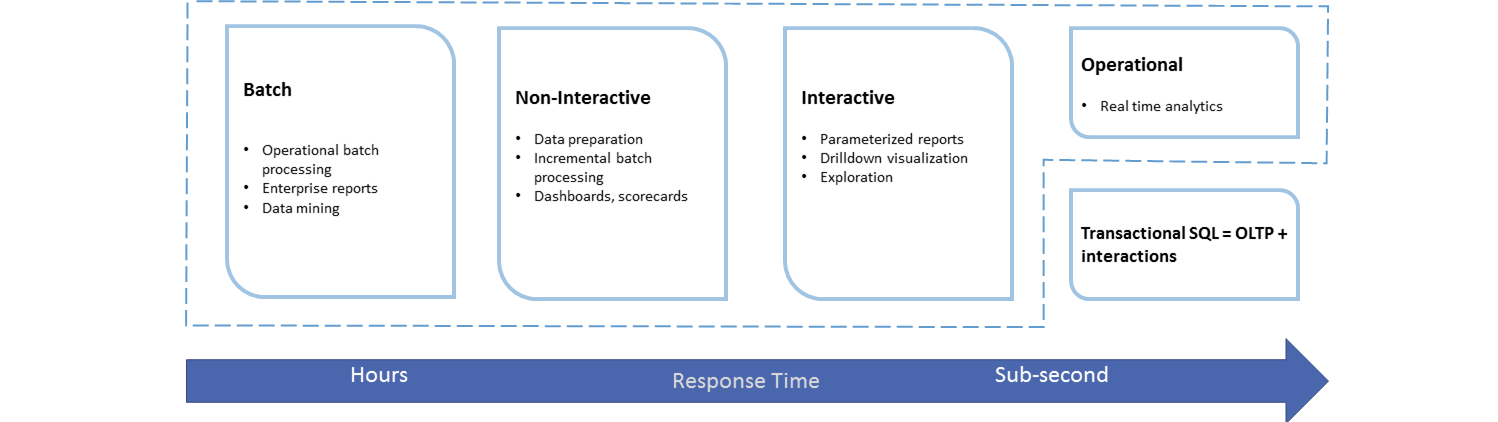 Batch
• Operational batch
processing
• Enterprise reports
• Data mining
Non-Interactive
• Data preparation
• Incremental batch
processing
• Dashboards, scorecards
Interactive
• Parameterized reports
• Drilldown visualization
• Exploration
Operational
• Real time analytics
Transactional SQL = OLTP +
interactions
Hours
Response Time
Sub-second